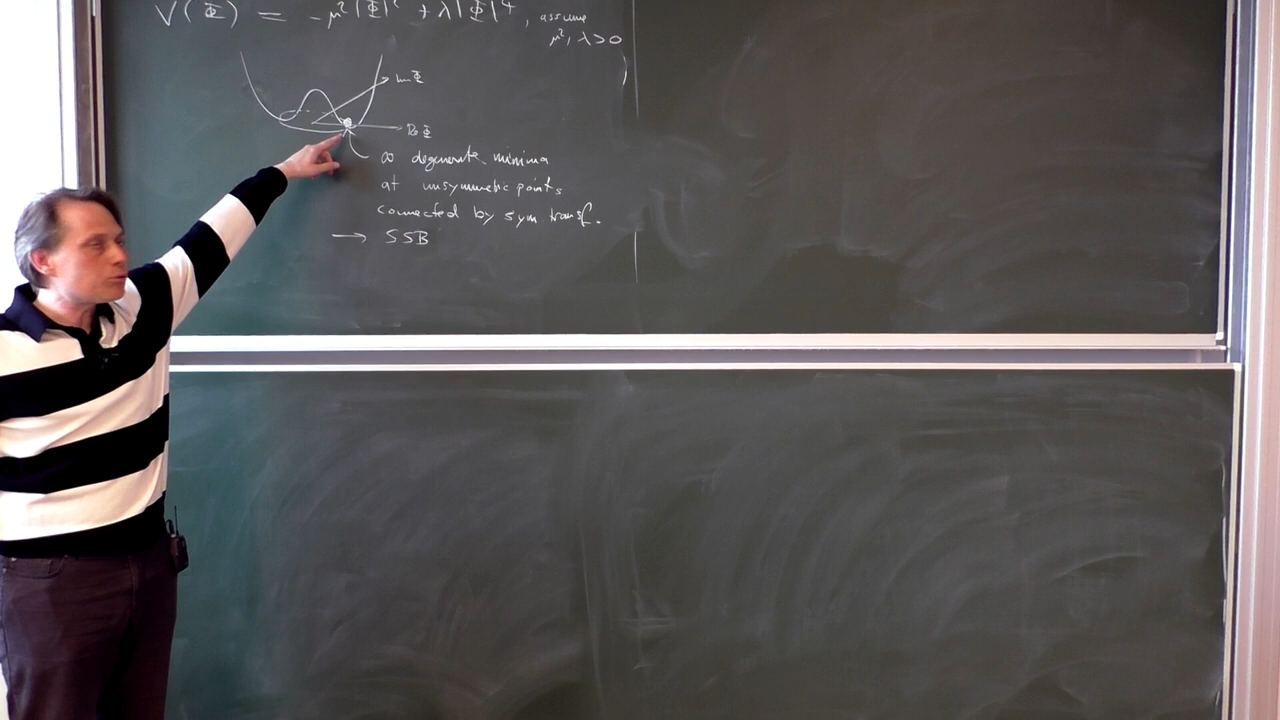 V(Φ) = -μ²|Φ|² + λ|Φ|⁴, assume
μ², λ>0
Im Φ
Re Φ
∞ degenerate minima
at unsymmetric points
connected by sym. transf.
→ SSB